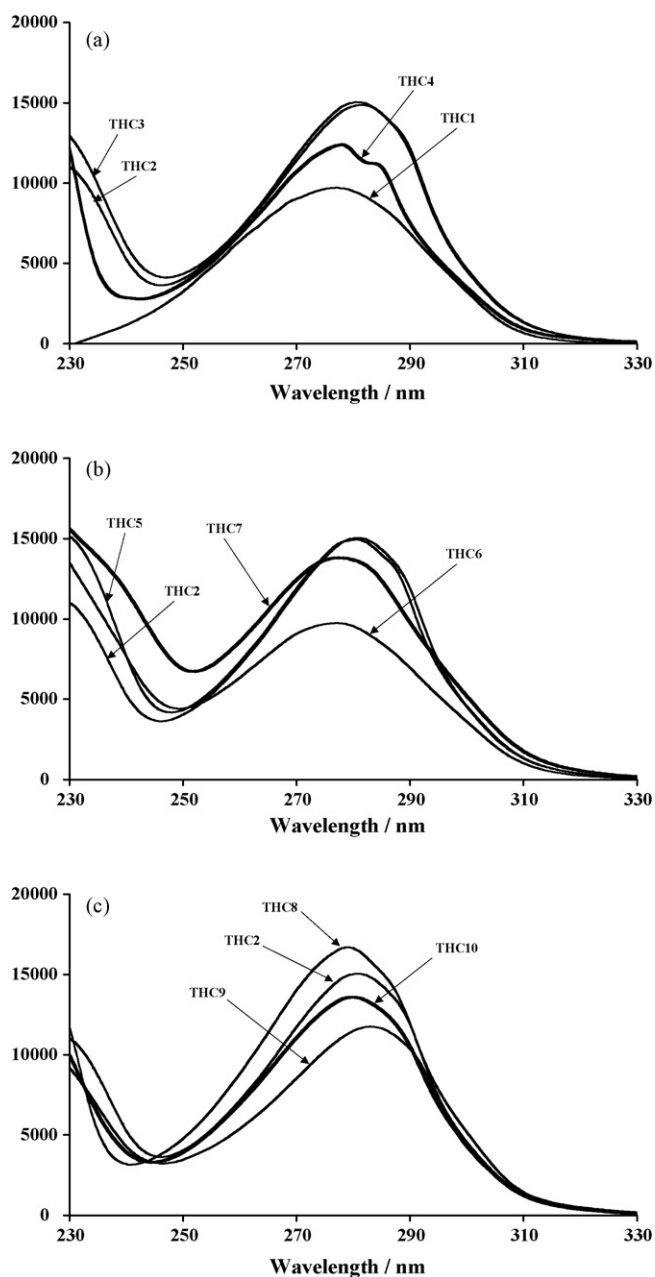 20000
(a)
THC4
15000
THC1
THC3
10000
THC2
5000
0
230 250 270 290 310 330
Wavelength / nm
20000
(b)
15000
THC5
THC7
THC6
THC2
10000
5000
0
230 250 270 290 310 330
Wavelength / nm
20000
(c)
THC8
THC2
THC10
15000
THC9
10000
5000
0
230 250 270 290 310 330
Wavelength / nm